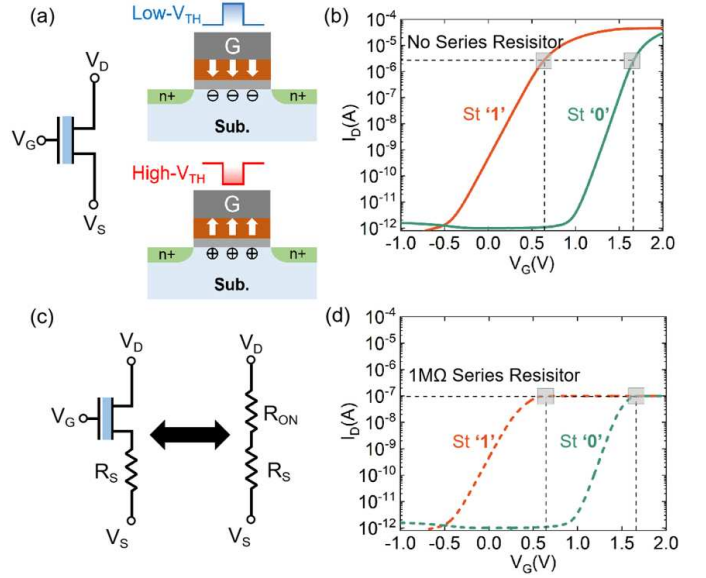 (a)
Low-V_TH
G
n+
n+
Sub.
V_D
V_G
V_S
High-V_TH
G
n+
n+
Sub.
(b)
10^-4
10^-5
10^-6
10^-7
10^-8
10^-9
10^-10
10^-11
10^-12
I_D(A)
No Series Resisitor
St '1'
St '0'
-1.0 -0.5 0.0 0.5 1.0 1.5 2.0
V_G(V)
(c)
V_D
V_G
R_S
V_S
V_D
R_ON
R_S
V_S
(d)
10^-4
10^-5
10^-6
10^-7
10^-8
10^-9
10^-10
10^-11
10^-12
I_D(A)
1MΩ Series Resisitor
St '1'
St '0'
-1.0 -0.5 0.0 0.5 1.0 1.5 2.0
V_G(V)